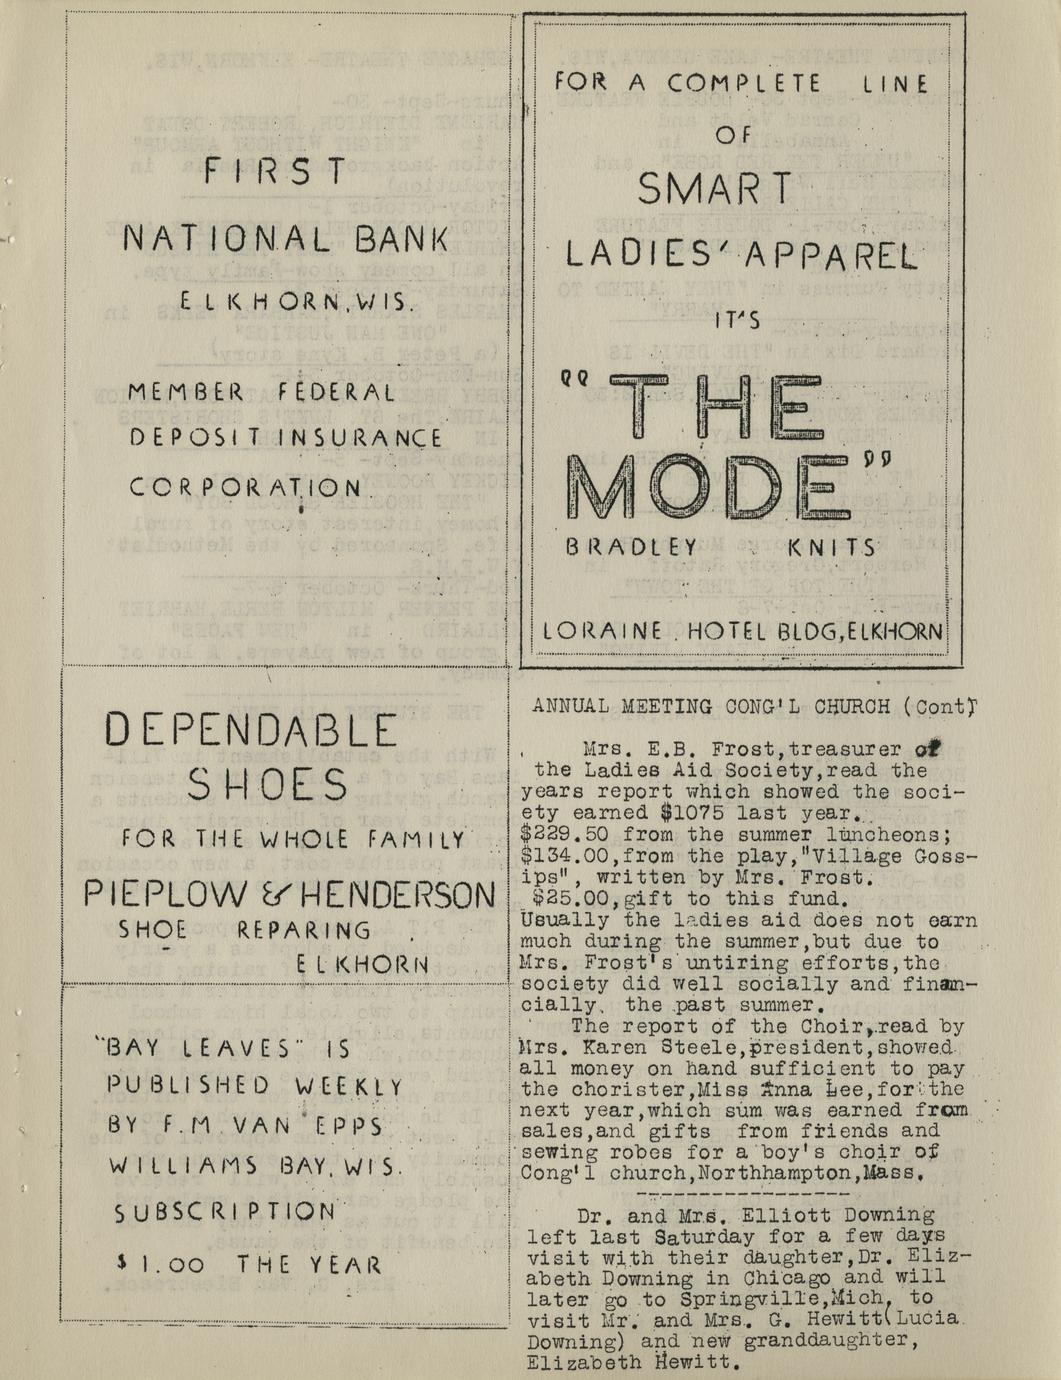 FIRST
NATIONAL BANK
ELKHORN, WIS.
MEMBER FEDERAL
DEPOSIT INSURANCE
CORPORATION
DEPENDABLE
SHOES
FOR THE WHOLE FAMILY
PIEPLOW & HENDERSON
SHOE REPARING
ELKHORN
"BAY LEAVES" IS
PUBLISHED WEEKLY
BY F.M. VAN EPPS
WILLIAMS BAY, WIS.
SUBSCRIPTION
$1.00 THE YEAR
FOR A COMPLETE LINE
OF
SMART
LADIES' APPAREL
IT'S
"THE
MODE"
BRADLEY KNITS
LORAINE HOTEL BLDG, ELKHORN
ANNUAL MEETING CONG'L CHURCH (Cont)
Mrs. E.B. Frost,treasurer of
the Ladies Aid Society,read the
years report which showed the soci-
ety earned $1075 last year.
$229.50 from the summer luncheons;
$134.00,from the play,"Village Goss-
ips", written by Mrs. Frost.
$25.00,gift to this fund.
Usually the ladies aid does not earn
much during the summer,but due to
Mrs. Frost's untiring efforts,the
society did well socially and finan-
cially, the past summer.
The report of the Choir,read by
Mrs. Karen Steele,president,showed
all money on hand sufficient to pay
the chorister,Miss Anna Lee,for the
next year,which sum was earned from
sales,and gifts from friends and
sewing robes for a boy's choir of
Cong'l church,Northhampton,Mass.
Dr. and Mrs. Elliott Downing
left last Saturday for a few days
visit with their daughter,Dr. Eliz-
abeth Downing in Chicago and will
later go to Springville,Mich. to
visit Mr. and Mrs. G. Hewitt(Lucia
Downing) and new granddaughter,
Elizabeth Hewitt.